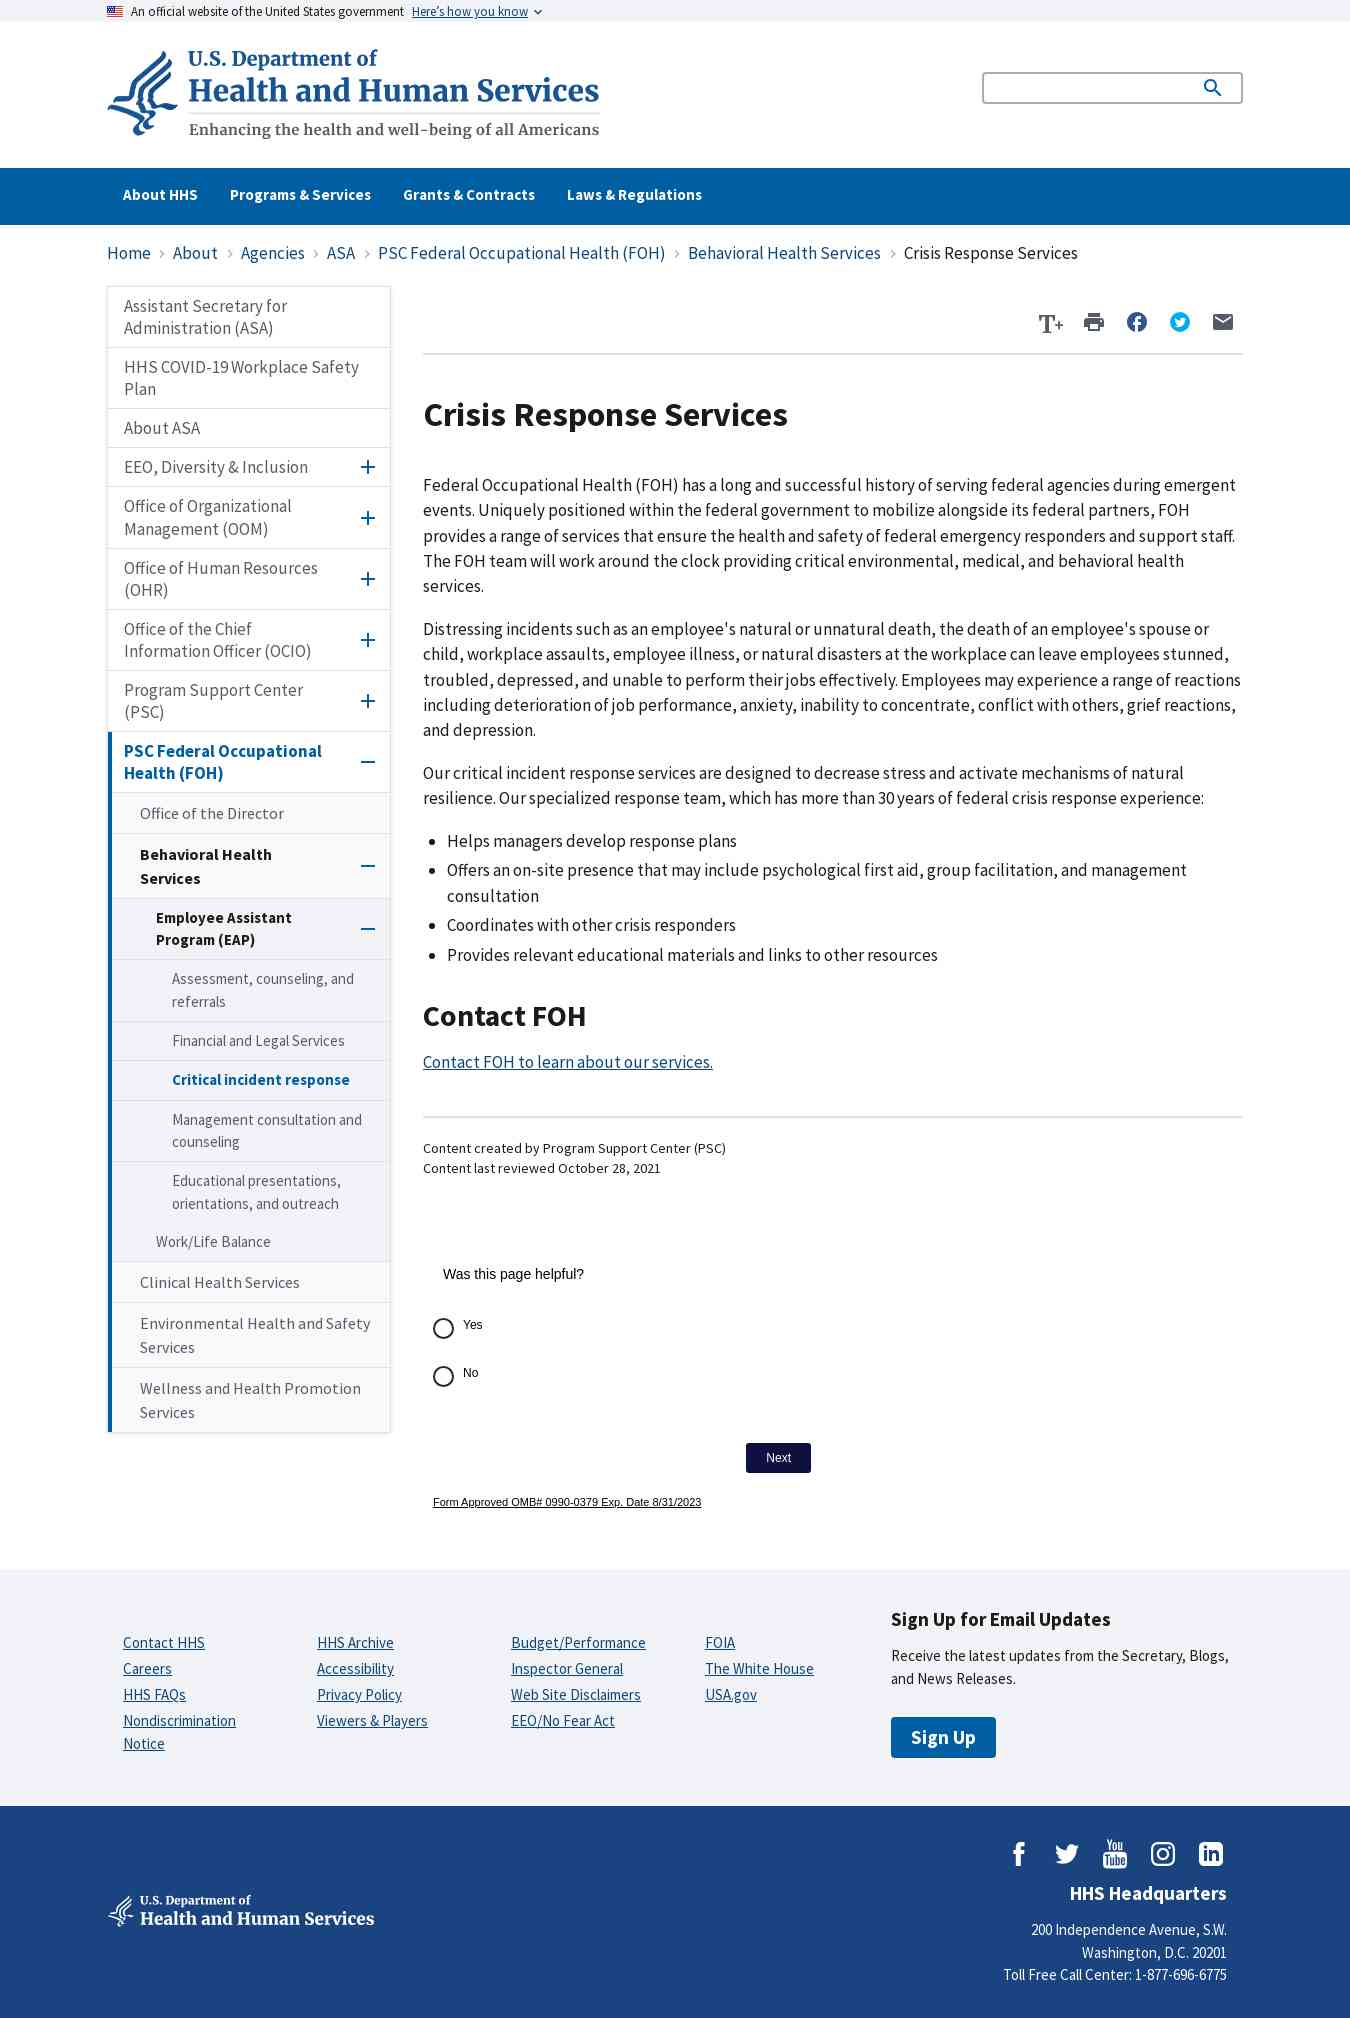 An official website of the United States government Here's how you know
U.S. Department of
Health and Human Services
Enhancing the health and well-being of all Americans
About HHS Programs & Services Grants & Contracts Laws & Regulations
Home About Agencies ASA PSC Federal Occupational Health (FOH) Behavioral Health Services Crisis Response Services
Assistant Secretary for
Administration (ASA)
HHS COVID-19 Workplace Safety
Plan
About ASA
EEO, Diversity & Inclusion
Office of Organizational
Management (OOM)
Office of Human Resources
(OHR)
Office of the Chief
Information Officer (OCIO)
Program Support Center
(PSC)
PSC Federal Occupational
Health (FOH)
Office of the Director
Behavioral Health
Services
Employee Assistant
Program (EAP)
Assessment, counseling, and
referrals
Financial and Legal Services
Critical incident response
Management consultation and
counseling
Educational presentations,
orientations, and outreach
Work/Life Balance
Clinical Health Services
Environmental Health and Safety
Services
Wellness and Health Promotion
Services
T+
Crisis Response Services
Federal Occupational Health (FOH) has a long and successful history of serving federal agencies during emergent
events. Uniquely positioned within the federal government to mobilize alongside its federal partners, FOH
provides a range of services that ensure the health and safety of federal emergency responders and support staff.
The FOH team will work around the clock providing critical environmental, medical, and behavioral health
services.
Distressing incidents such as an employee's natural or unnatural death, the death of an employee's spouse or
child, workplace assaults, employee illness, or natural disasters at the workplace can leave employees stunned,
troubled, depressed, and unable to perform their jobs effectively. Employees may experience a range of reactions
including deterioration of job performance, anxiety, inability to concentrate, conflict with others, grief reactions,
and depression.
Our critical incident response services are designed to decrease stress and activate mechanisms of natural
resilience. Our specialized response team, which has more than 30 years of federal crisis response experience:
• Helps managers develop response plans
• Offers an on-site presence that may include psychological first aid, group facilitation, and management
consultation
• Coordinates with other crisis responders
• Provides relevant educational materials and links to other resources
Contact FOH
Contact FOH to learn about our services.
Content created by Program Support Center (PSC)
Content last reviewed October 28, 2021
Was this page helpful?
Yes
No
Next
Form Approved OMB# 0990-0379 Exp. Date 8/31/2023
Contact HHS
Careers
HHS FAQs
Nondiscrimination
Notice
HHS Archive
Accessibility
Privacy Policy
Viewers & Players
Budget/Performance
Inspector General
Web Site Disclaimers
EEO/No Fear Act
FOIA
The White House
USA.gov
Sign Up for Email Updates
Receive the latest updates from the Secretary, Blogs,
and News Releases.
Sign Up
You
Tube
U.S. Department of
Health and Human Services
HHS Headquarters
200 Independence Avenue, S.W.
Washington, D.C. 20201
Toll Free Call Center: 1-877-696-6775